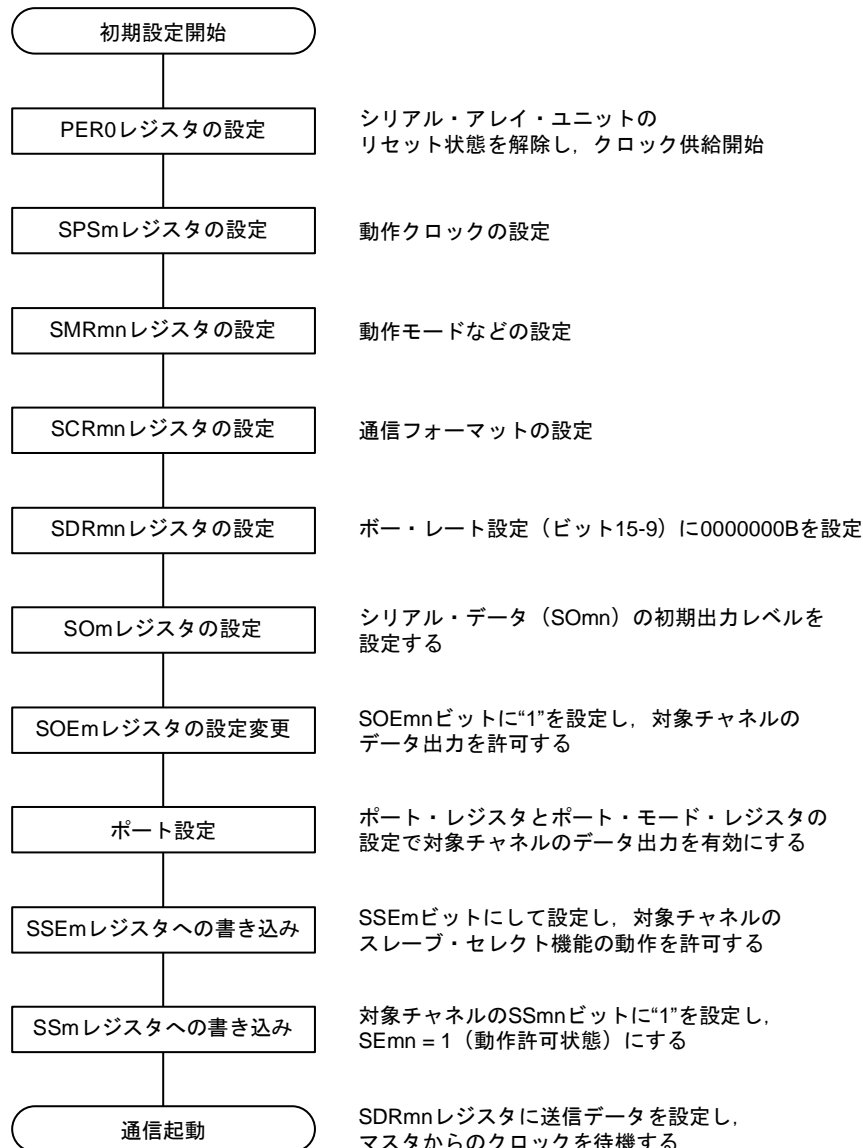 初期設定開始
PER0レジスタの設定
シリアル・アレイ・ユニットの
リセット状態を解除し，クロック供給開始
SPSmレジスタの設定
動作クロックの設定
SMRmnレジスタの設定
動作モードなどの設定
SCRmnレジスタの設定
通信フォーマットの設定
SDRmnレジスタの設定
ボー・レート設定（ビット15-9）に0000000Bを設定
SOmレジスタの設定
シリアル・データ（SOmn）の初期出力レベルを
設定する
SOEmレジスタの設定変更
SOEmnビットに“1”を設定し，対象チャネルの
データ出力を許可する
ポート設定
ポート・レジスタとポート・モード・レジスタの
設定で対象チャネルのデータ出力を有効にする
SSEmレジスタへの書き込み
SSEmビットにして設定し，対象チャネルの
スレーブ・セレクト機能の動作を許可する
SSmレジスタへの書き込み
対象チャネルのSSmnビットに“1”を設定し，
SEmn = 1（動作許可状態）にする
通信起動
SDRmnレジスタに送信データを設定し，
マスタからのクロックを待機する